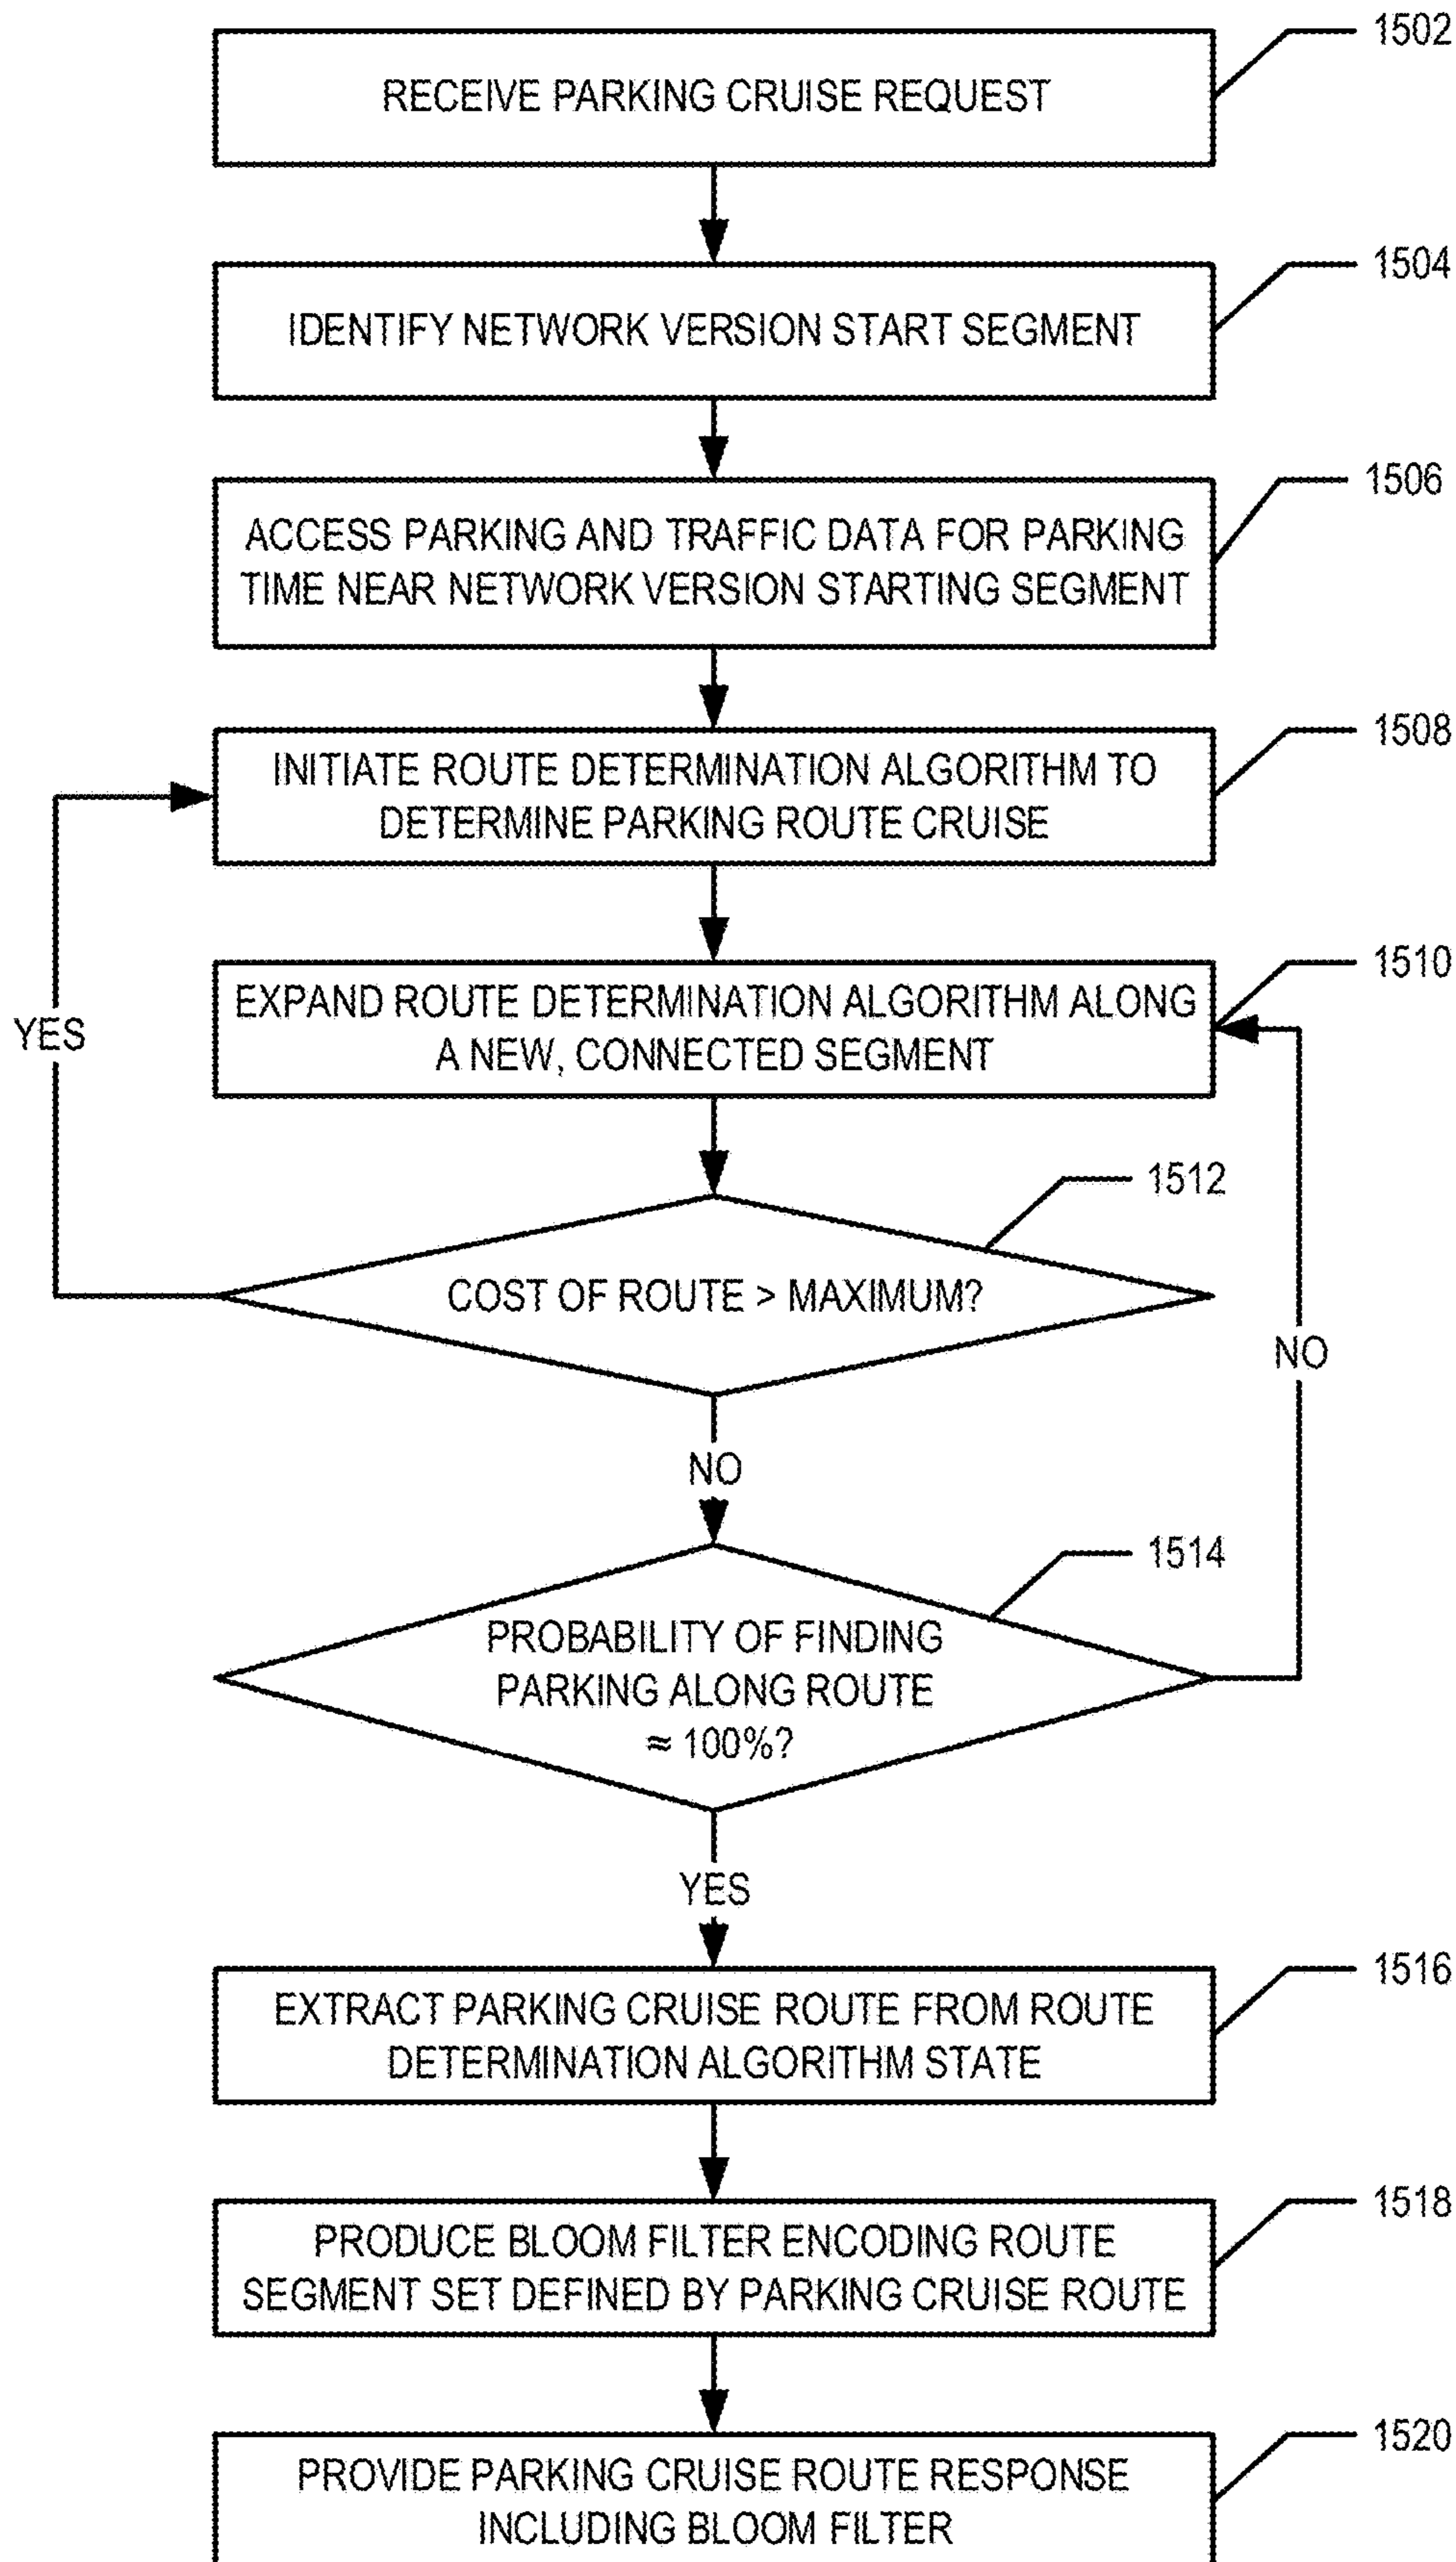 1502
RECEIVE PARKING CRUISE REQUEST
1504
IDENTIFY NETWORK VERSION START SEGMENT
1506
ACCESS PARKING AND TRAFFIC DATA FOR PARKING
TIME NEAR NETWORK VERSION STARTING SEGMENT
1508
INITIATE ROUTE DETERMINATION ALGORITHM TO
DETERMINE PARKING ROUTE CRUISE
1510
EXPAND ROUTE DETERMINATION ALGORITHM ALONG
A NEW, CONNECTED SEGMENT
YES
1512
COST OF ROUTE > MAXIMUM?
NO
NO
1514
PROBABILITY OF FINDING
PARKING ALONG ROUTE
≈ 100%?
YES
1516
EXTRACT PARKING CRUISE ROUTE FROM ROUTE
DETERMINATION ALGORITHM STATE
1518
PRODUCE BLOOM FILTER ENCODING ROUTE
SEGMENT SET DEFINED BY PARKING CRUISE ROUTE
1520
PROVIDE PARKING CRUISE ROUTE RESPONSE
INCLUDING BLOOM FILTER